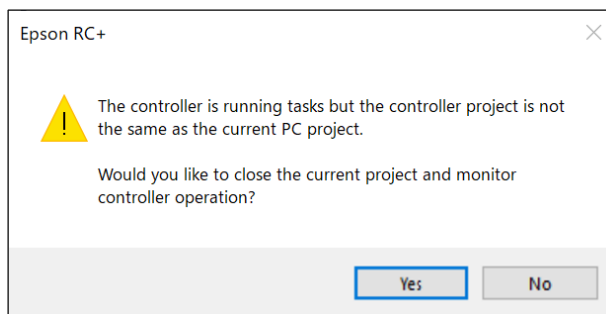 Epson RC+
The controller is running tasks but the controller project is not
the same as the current PC project.
Would you like to close the current project and monitor
controller operation?
Yes
No